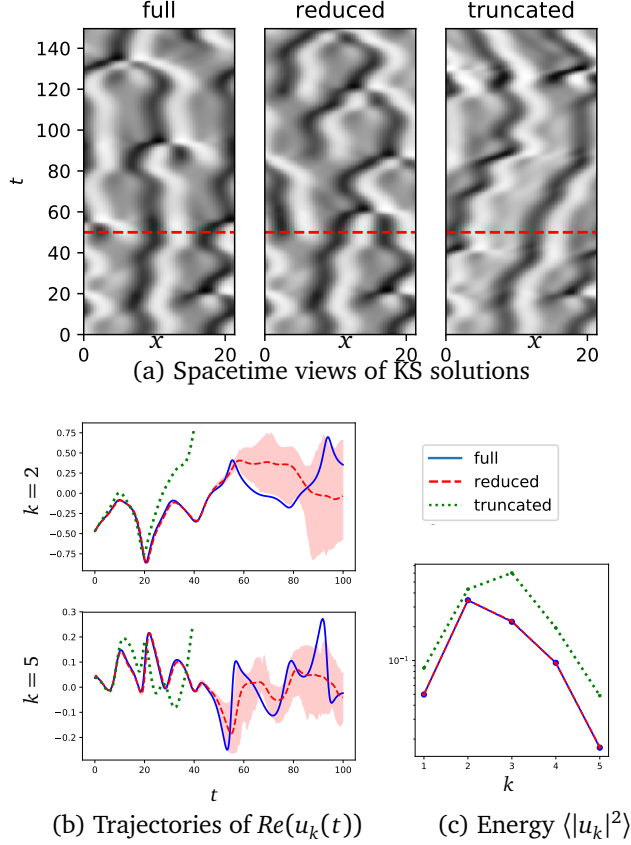 full reduced truncated
140
120
100
80
60
40
20
0
t
0 20 0 20 0 20
x x x
(a) Spacetime views of KS solutions
k = 2
0.75
0.50
0.25
0.00
−0.25
−0.50
−0.75
0 20 40 60 80 100
k = 5
0.3
0.2
0.1
0.0
−0.1
−0.2
0 20 40 60 80 100
t
(b) Trajectories of Re(u_k(t))
full
reduced
truncated
10⁻¹
1 2 3 4 5
k
(c) Energy ⟨|u_k|²⟩